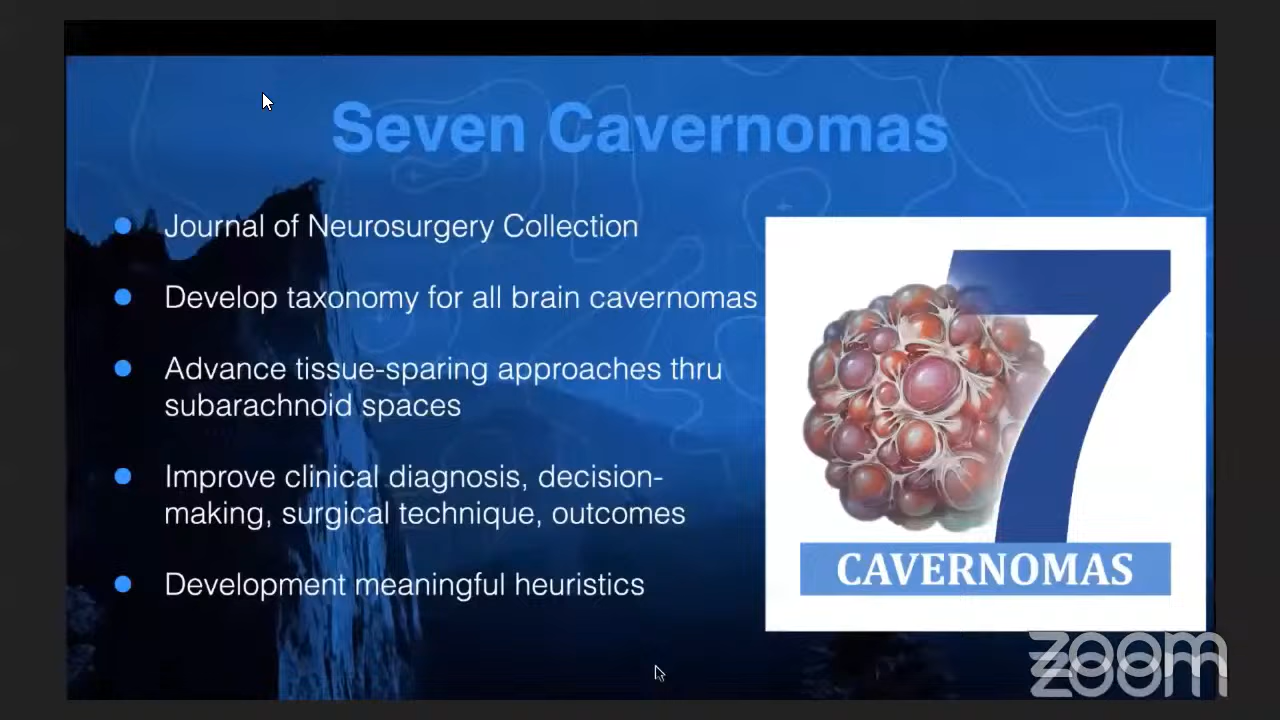 Seven Cavernomas
Journal of Neurosurgery Collection
Develop taxonomy for all brain cavernomas
Advance tissue-sparing approaches thru
subarachnoid spaces
Improve clinical diagnosis, decision-
making, surgical technique, outcomes
Development meaningful heuristics
7
CAVERNOMAS
zoom
zoom